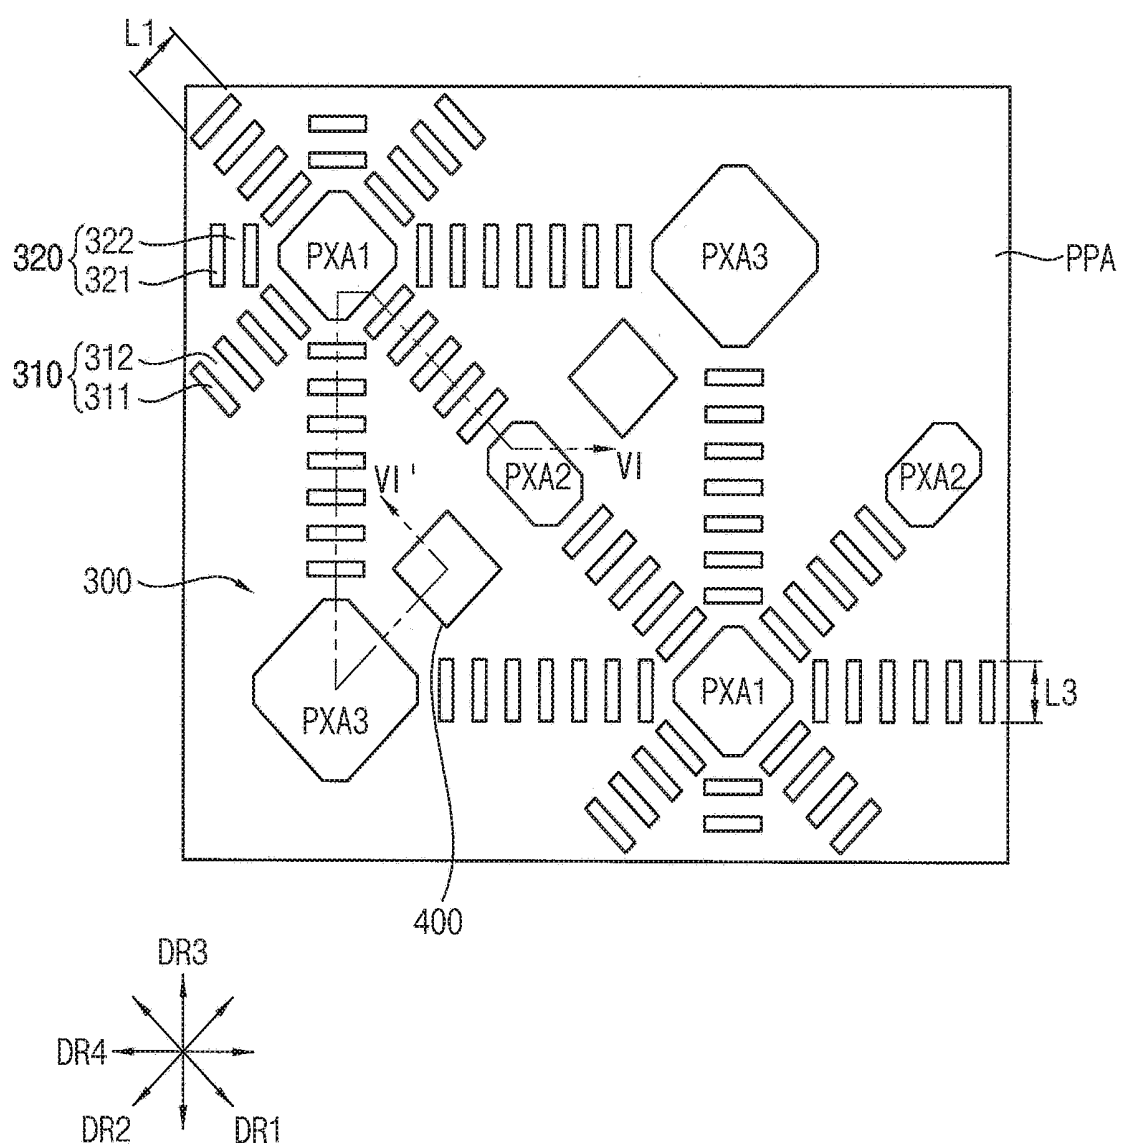 L1
320 { 322
321
PXA1
PXA3
PPA
310 { 312
311
VI
VI'
PXA2
PXA2
300
PXA3
PXA1
L3
400
DR3
DR4
DR2
DR1